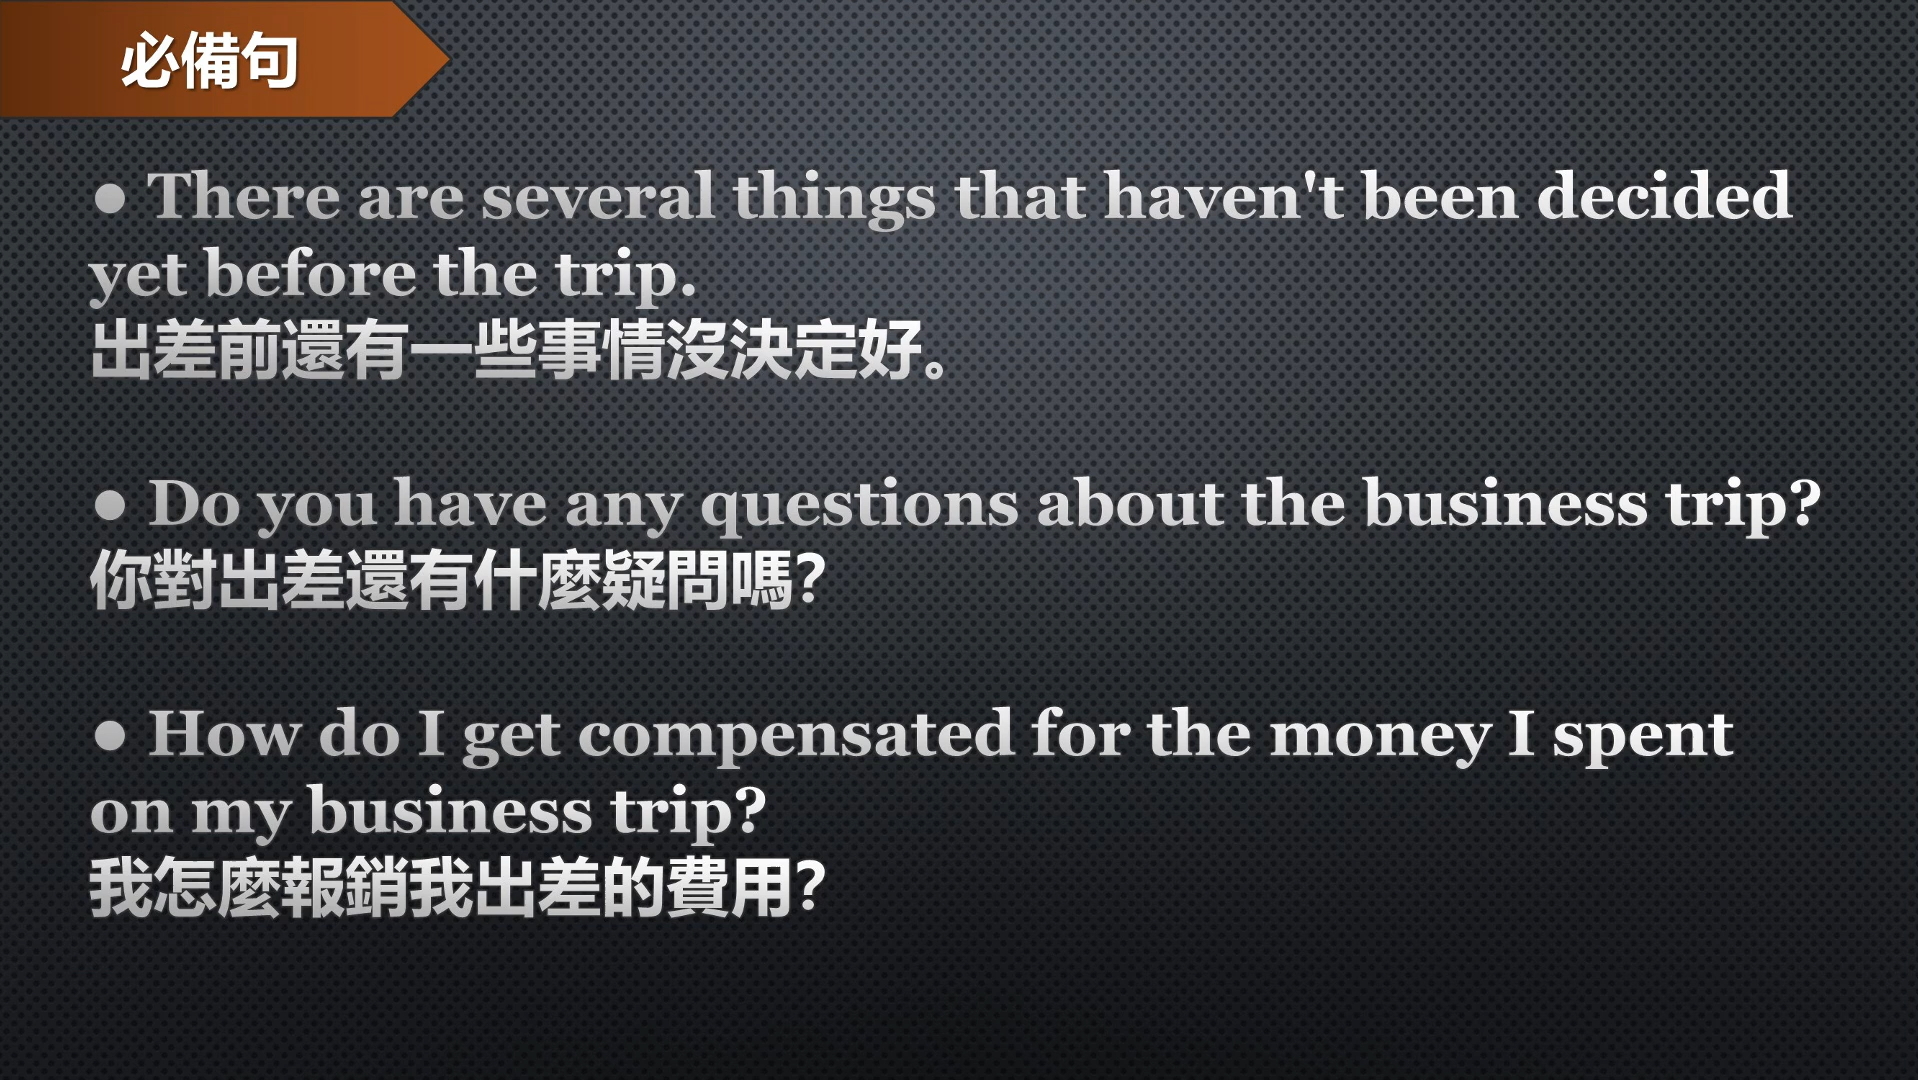 必備句
● There are several things that haven't been decided
yet before the trip.
出差前還有一些事情沒決定好。
● Do you have any questions about the business trip?
你對出差還有什麼疑問嗎？
● How do I get compensated for the money I spent
on my business trip?
我怎麼報銷我出差的費用？